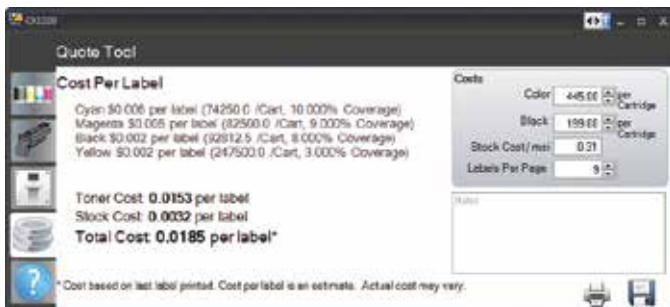 CX1200
Quote Tool
Cost Per Label
Cyan $0.006 per label (74250.0 /Cart, 10.000% Coverage)
Magenta $0.005 per label (82500.0 /Cart, 9.000% Coverage)
Black $0.002 per label (92812.5 /Cart, 8.000% Coverage)
Yellow $0.002 per label (247500.0 /Cart, 3.000% Coverage)
Toner Cost: 0.0153 per label
Stock Cost: 0.0032 per label
Total Cost: 0.0185 per label*
* Cost based on last label printed. Cost per label is an estimate. Actual cost may vary.
Costs
Color 445.00 per Cartridge
Black 199.00 per Cartridge
Stock Cost/msi 0.31
Labels Per Page 9
Notes
?